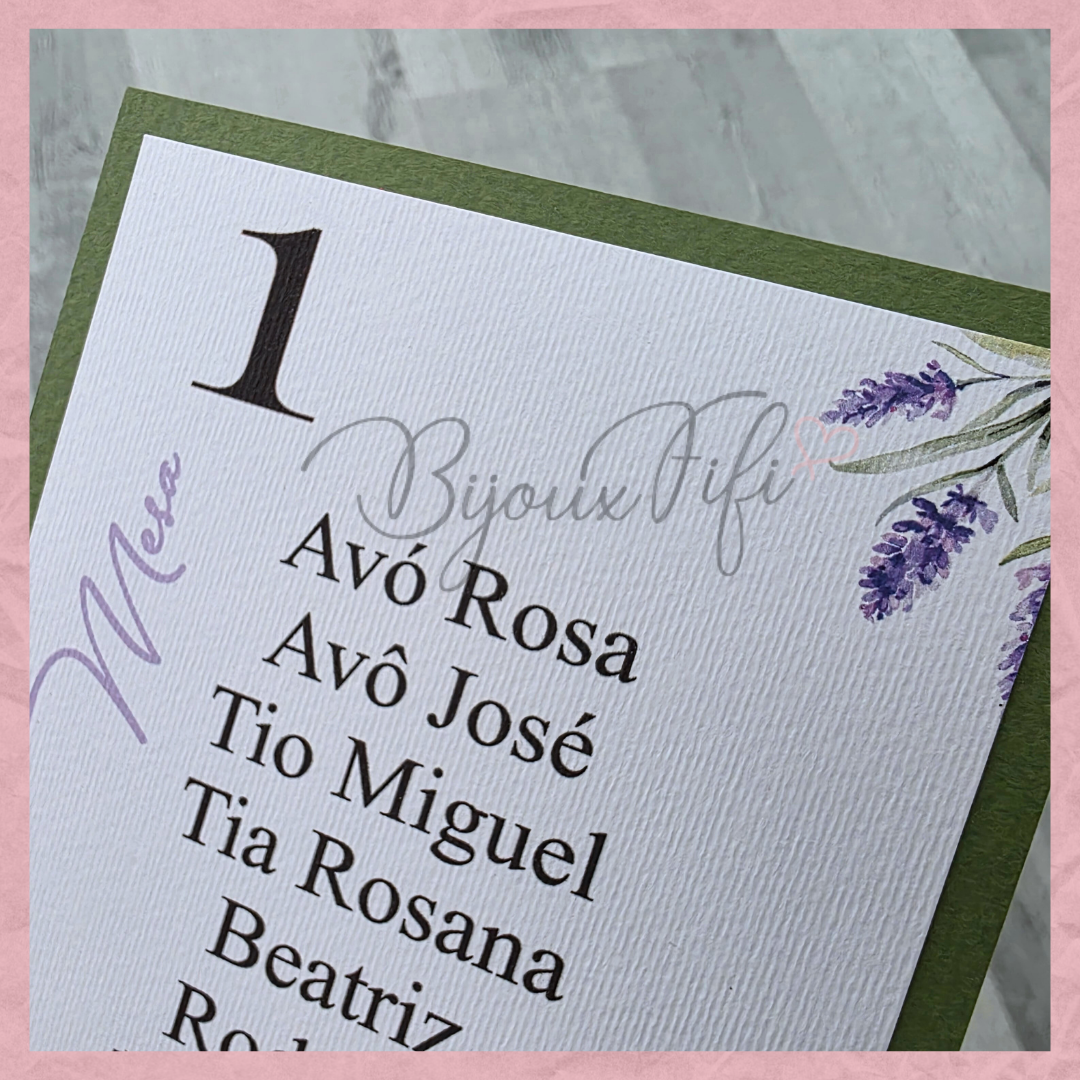 1
Mesa
Bijoux Fifi
Avó Rosa
Avô José
Tio Miguel
Tia Rosana
Beatriz